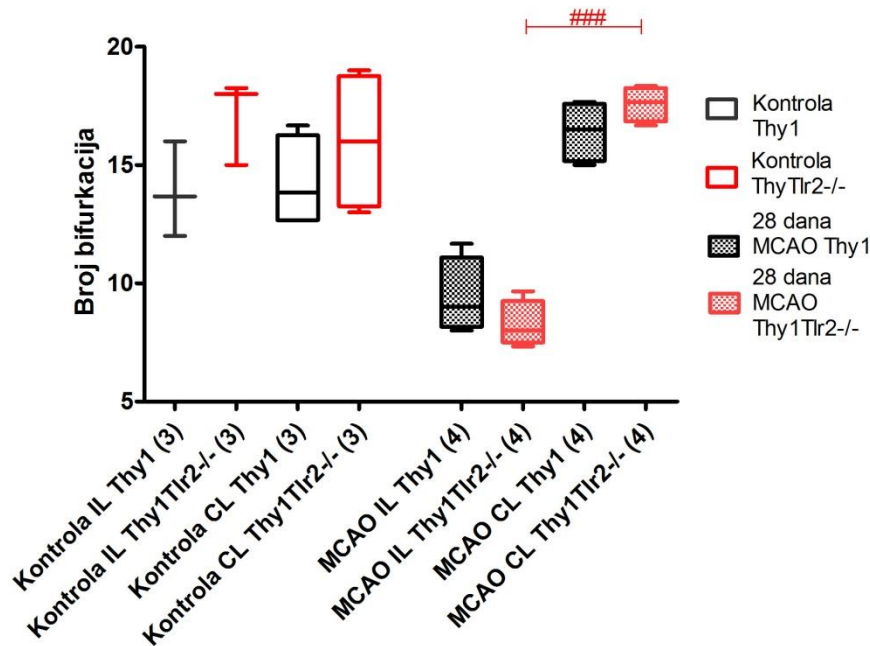 ###
20
15
10
5
Broj bifurkacija
Kontrola IL Thy1 (3)
Kontrola IL Thy1Tlr2-/- (3)
Kontrola CL Thy1 (3)
Kontrola CL Thy1Tlr2-/- (3)
MCAO IL Thy1 (4)
MCAO IL Thy1Tlr2-/- (4)
MCAO CL Thy1 (4)
MCAO CL Thy1Tlr2-/- (4)
Kontrola
Thy1
Kontrola
ThyTlr2-/-
28 dana
MCAO Thy1
28 dana
MCAO
Thy1Tlr2-/-